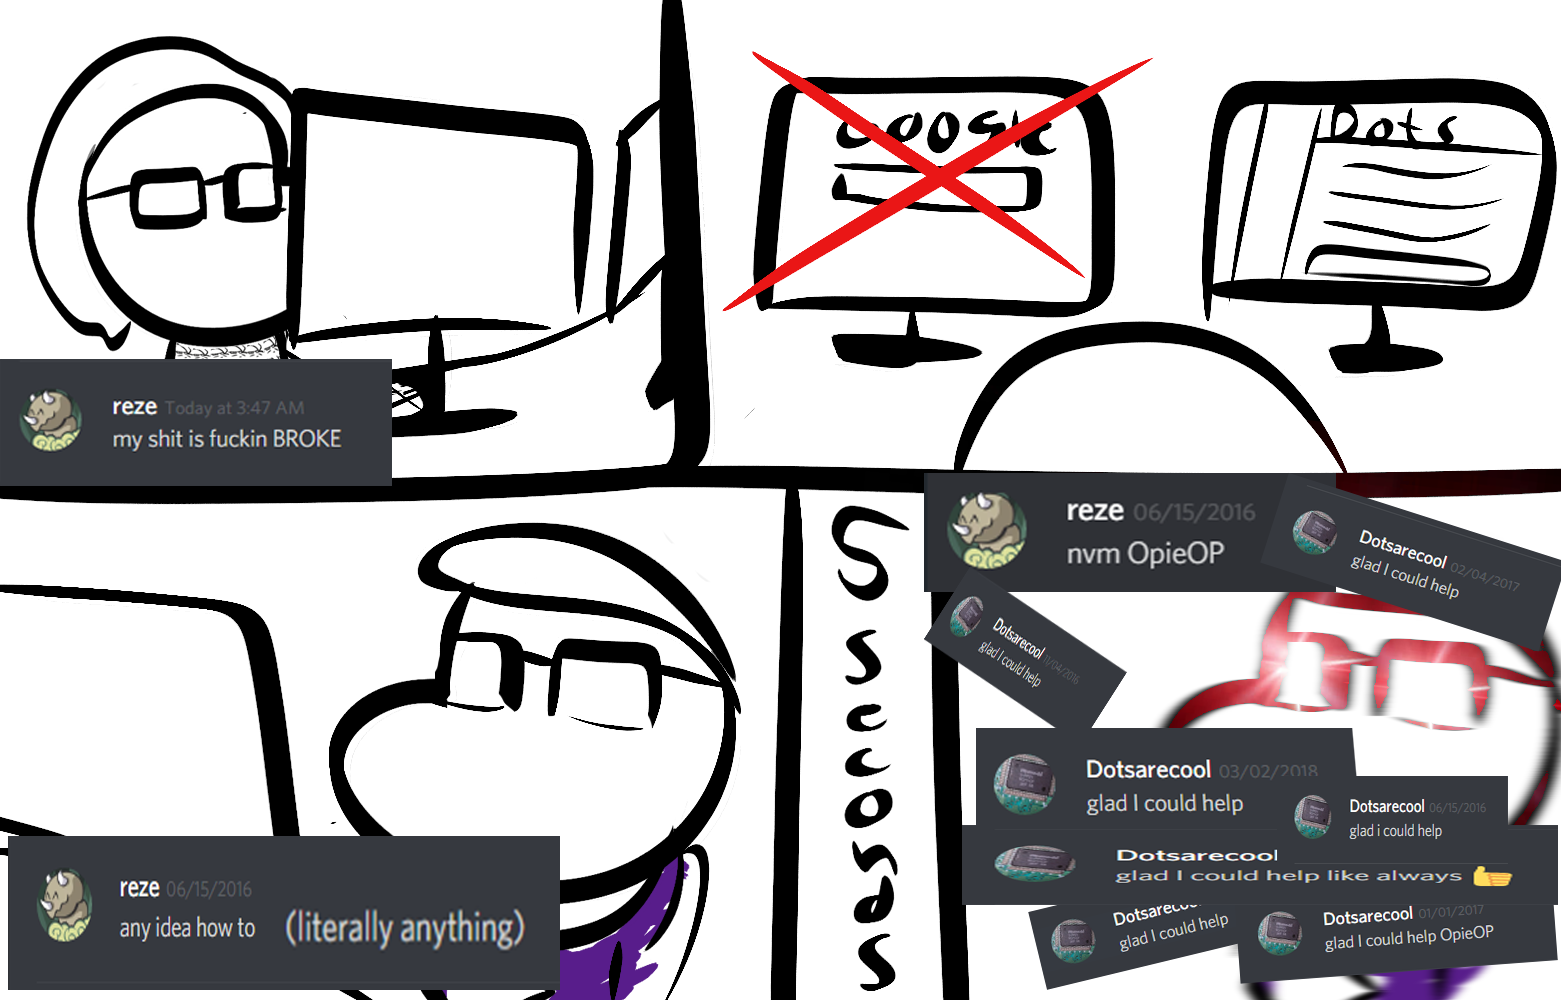 Google
Dots
reze Today at 3:47 AM
my shit is fuckin BROKE
reze 06/15/2016
any idea how to (literally anything)
5 seconds
reze 06/15/2016
nvm OpieOP
Dotsarecool 02/04/2017
glad I could help
Dotsarecool 11/04/2016
glad I could help
Dotsarecool 03/02/2018
glad I could help
Dotsarecool 06/15/2016
glad i could help
Dotsarecool
glad I could help like always 👍
Dotsarecool
glad I could help
Dotsarecool 01/01/2017
glad I could help OpieOP